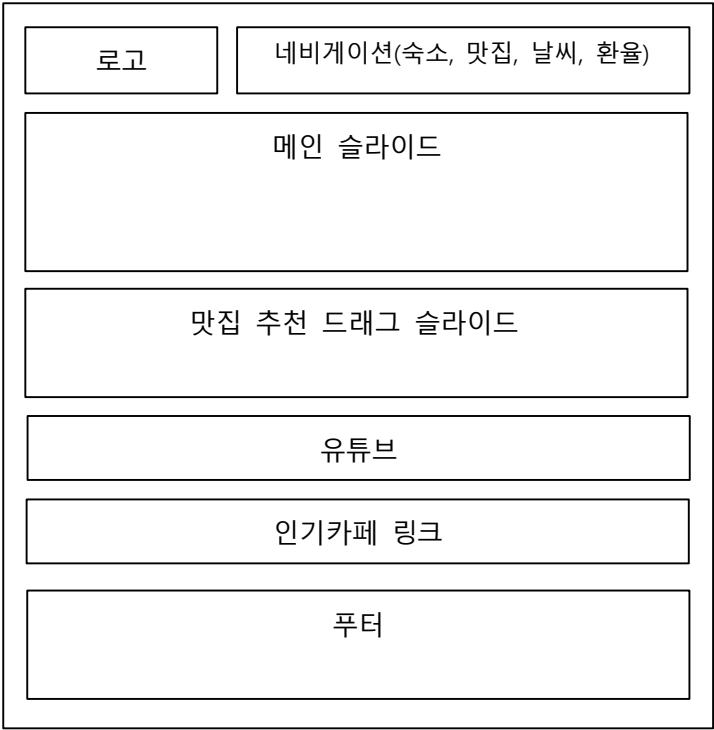 로고
네비게이션(숙소, 맛집, 날씨, 환율)
메인 슬라이드
맛집 추천 드래그 슬라이드
유튜브
인기카페 링크
푸터